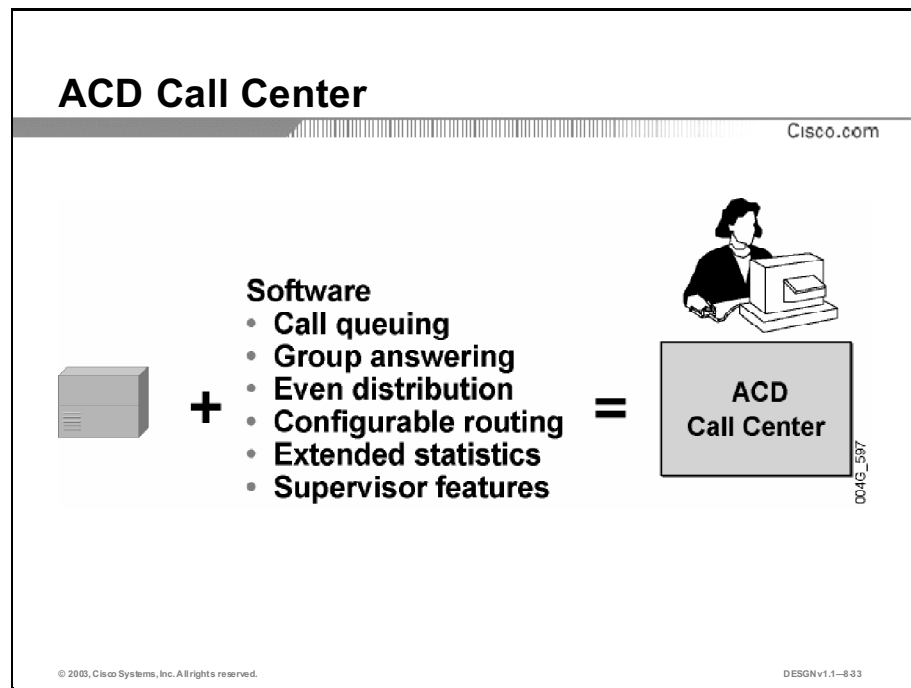 ACD Call Center
Cisco.com
Software
• Call queuing
• Group answering
• Even distribution
• Configurable routing
• Extended statistics
• Supervisor features
+
=
ACD
Call Center
004G_597
© 2003, Cisco Systems, Inc. All rights reserved.
DESGN v1.1—8-33